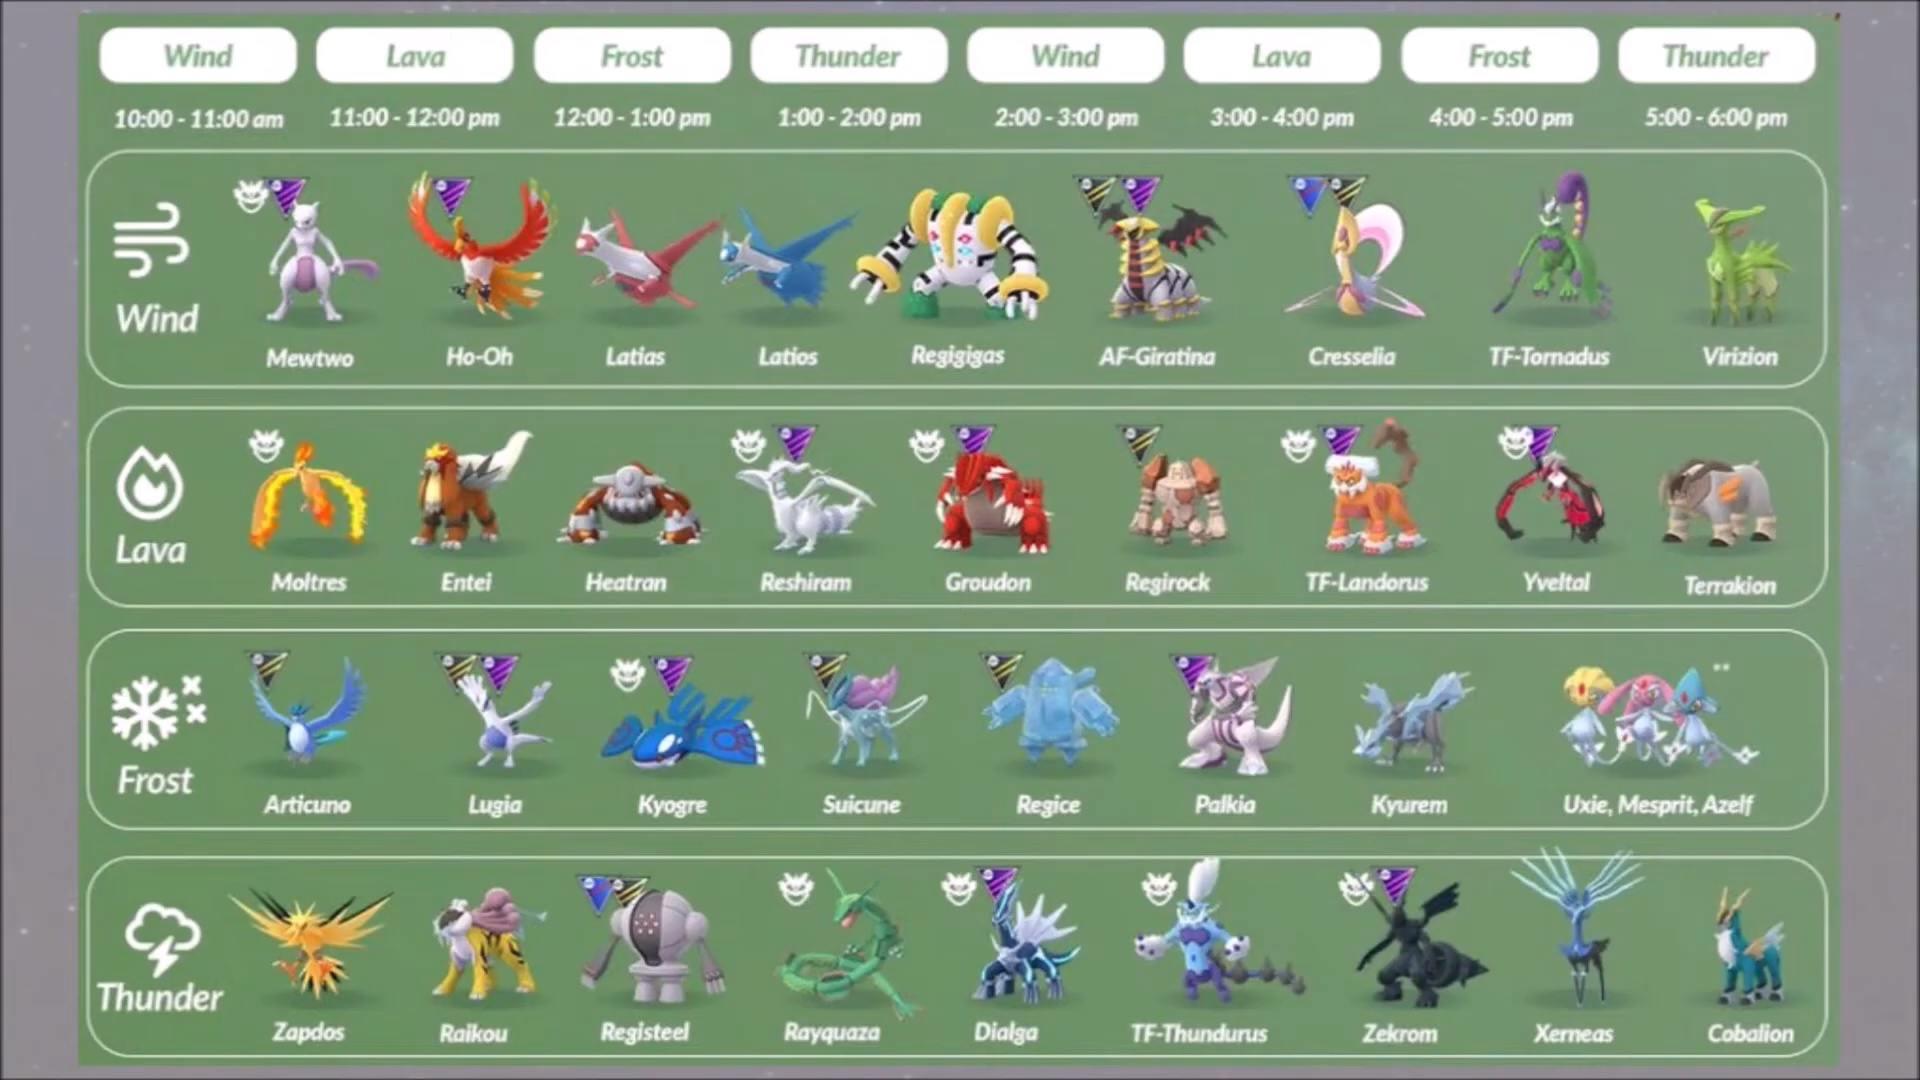 Wind Lava Frost Thunder Wind Lava Frost Thunder
10:00 - 11:00 am 11:00 - 12:00 pm 12:00 - 1:00 pm 1:00 - 2:00 pm 2:00 - 3:00 pm 3:00 - 4:00 pm 4:00 - 5:00 pm 5:00 - 6:00 pm
Wind
Mewtwo Ho-Oh Latias Latios Regigigas AF-Giratina Cresselia TF-Tornadus Virizion
Lava
Moltres Entei Heatran Reshiram Groudon Regirock TF-Landorus Yveltal Terrakion
**
Frost
Articuno Lugia Kyogre Suicune Regice Palkia Kyurem Uxie, Mesprit, Azelf
Thunder
Zapdos Raikou Registeel Rayquaza Dialga TF-Thundurus Zekrom Xerneas Cobalion